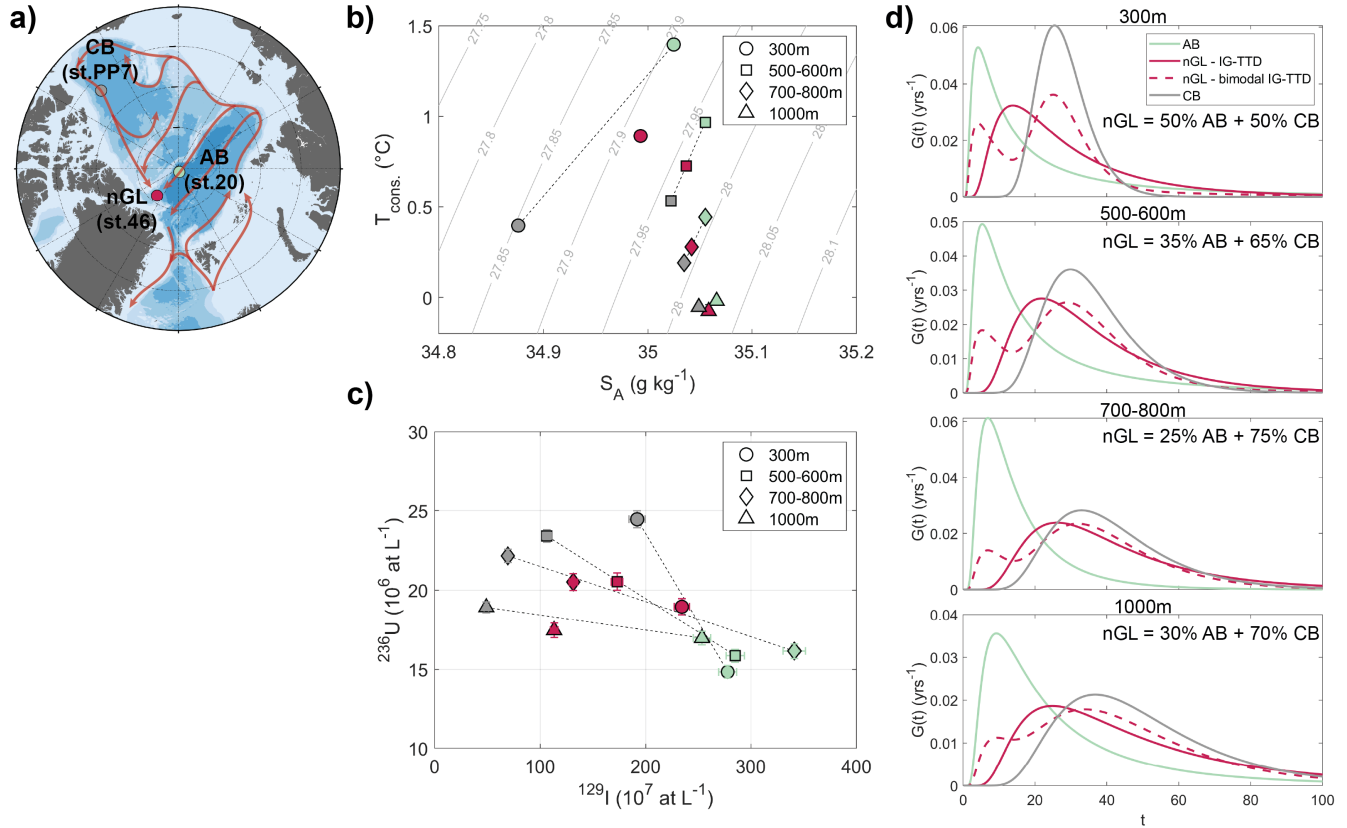 a)
CB
(st.PP7)
AB
(st.20)
nGL
(st.46)
b)
T_cons. (°C)
1.5
1
0.5
0
34.8
34.9
35
35.1
35.2
S_A (g kg^-1)
27.75
27.8
27.85
27.9
27.8
27.85
27.9
27.95
28
27.85
27.9
27.95
28
28.05
28.1
28
300m
500-600m
700-800m
1000m
c)
^236U (10^6 at L^-1)
30
25
20
15
10
0
100
200
300
400
^129I (10^7 at L^-1)
300m
500-600m
700-800m
1000m
d)
300m
G(t) (yrs^-1)
0.06
0.04
0.02
0
AB
nGL - IG-TTD
nGL - bimodal IG-TTD
CB
nGL = 50% AB + 50% CB
500-600m
G(t) (yrs^-1)
0.05
0.04
0.03
0.02
0.01
0
nGL = 35% AB + 65% CB
700-800m
G(t) (yrs^-1)
0.06
0.04
0.02
0
nGL = 25% AB + 75% CB
1000m
G(t) (yrs^-1)
0.04
0.03
0.02
0.01
0
nGL = 30% AB + 70% CB
0
20
40
60
80
100
t